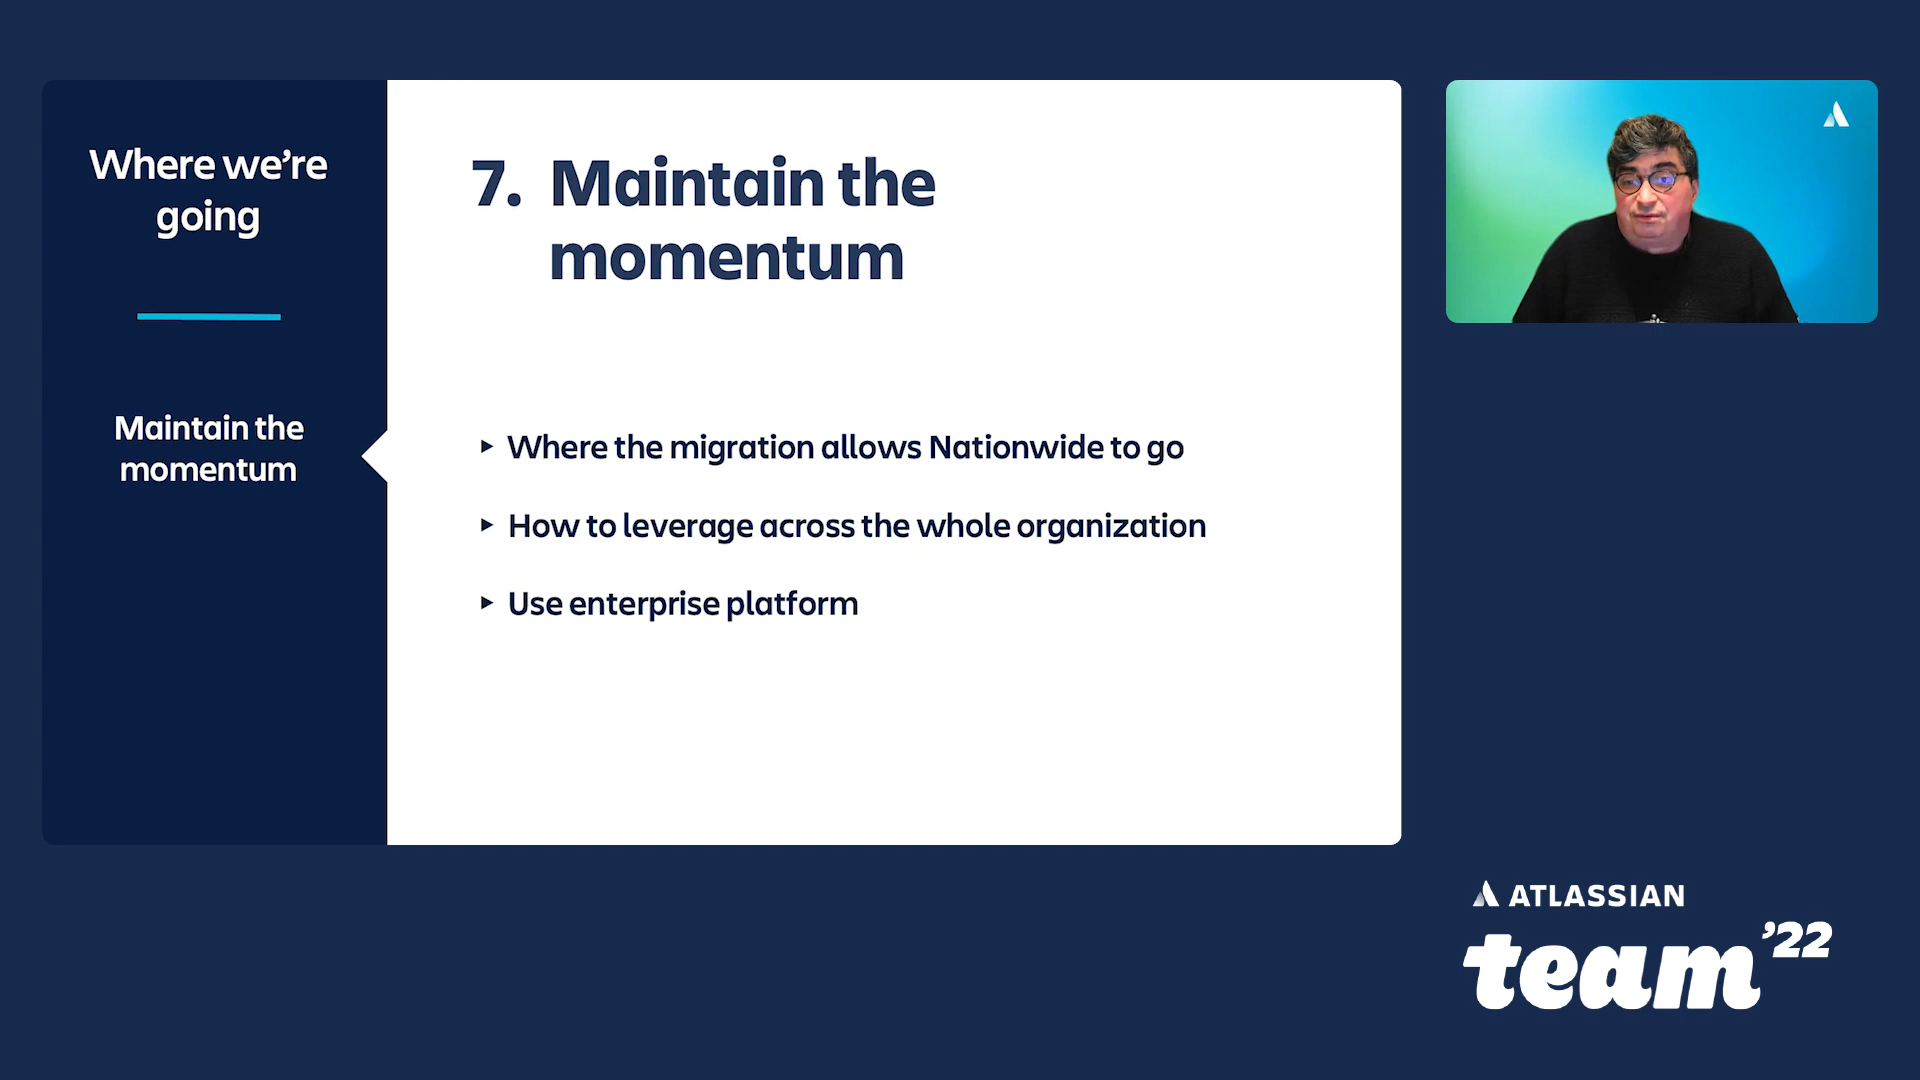 Where we're
going
Maintain the
momentum
7. Maintain the
momentum
▸ Where the migration allows Nationwide to go
▸ How to leverage across the whole organization
▸ Use enterprise platform
ATLASSIAN
team '22